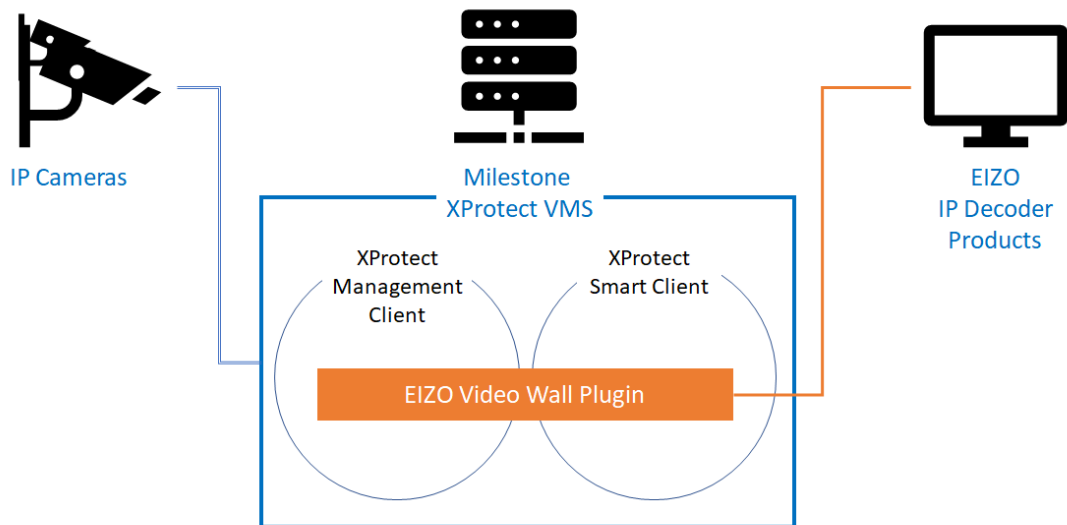 IP Cameras
Milestone
XProtect VMS
EIZO
IP Decoder
Products
XProtect
Management
Client
XProtect
Smart Client
EIZO Video Wall Plugin